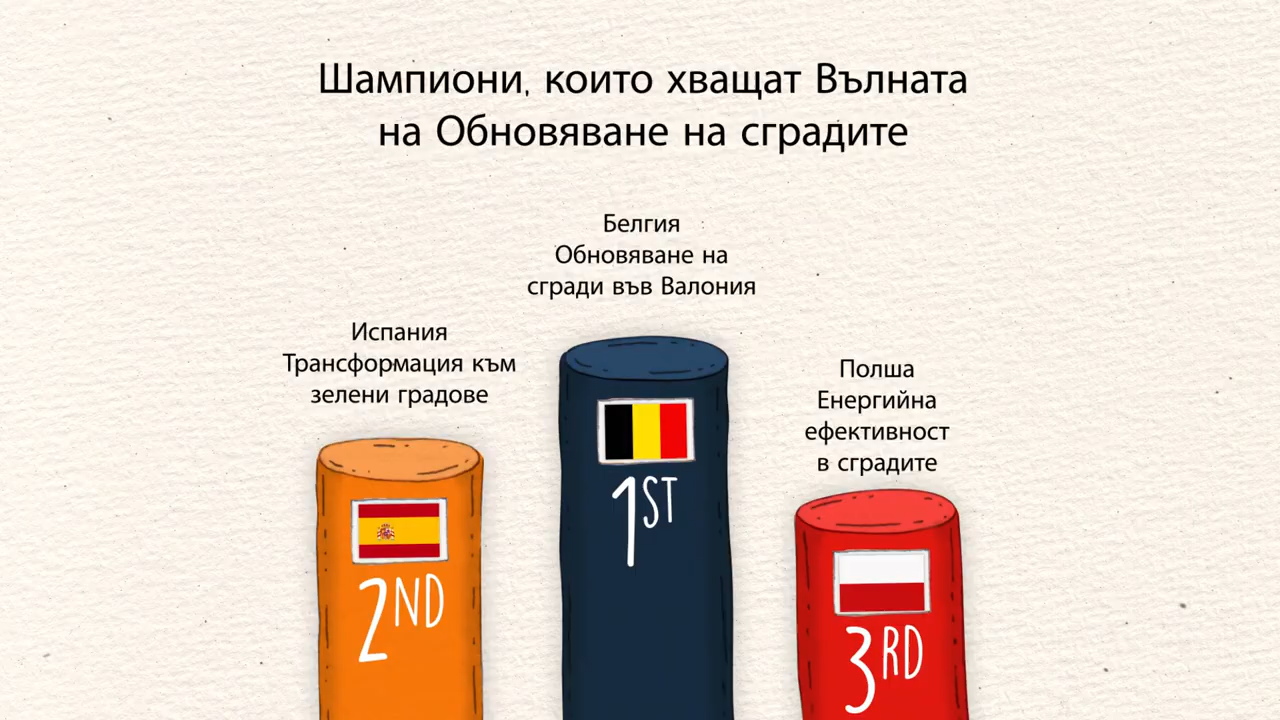 Шампиони, които хващат Вълната
на Обновяване на сградите
Белгия
Обновяване на
сгради във Валония
Испания
Трансформация към
зелени градове
Полша
Енергийна
ефективност
в сградите
1ST
2ND
3RD